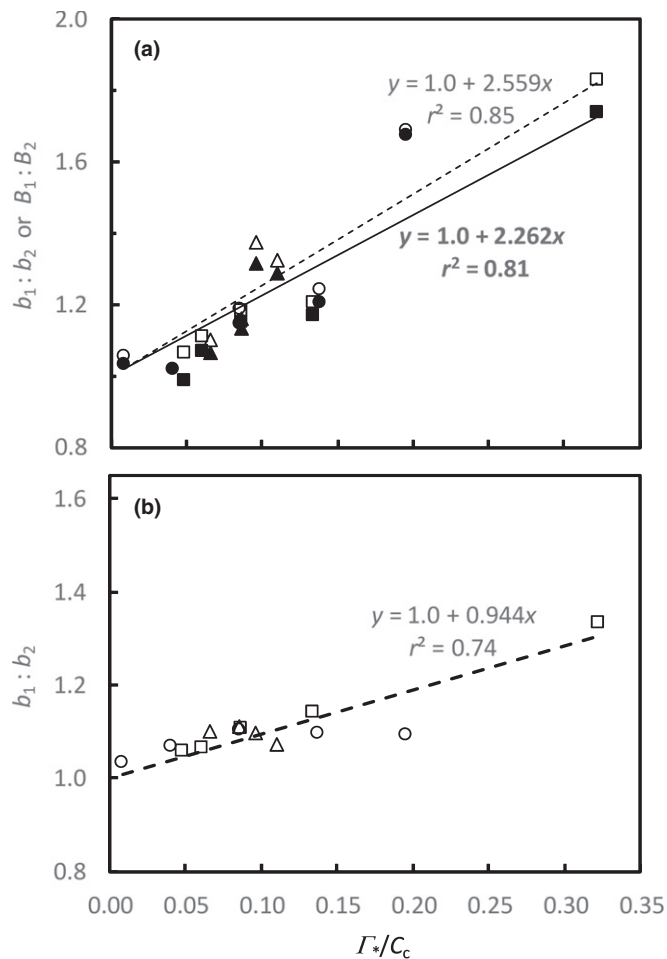 2.0
(a)
y = 1.0 + 2.559x
r² = 0.85
1.6
b₁ : b₂ or B₁ : B₂
y = 1.0 + 2.262x
r² = 0.81
1.2
0.8
1.6
(b)
1.4
y = 1.0 + 0.944x
r² = 0.74
b₁ : b₂
1.2
1.0
0.8
0.00 0.05 0.10 0.15 0.20 0.25 0.30 0.35
Γ*/Cc